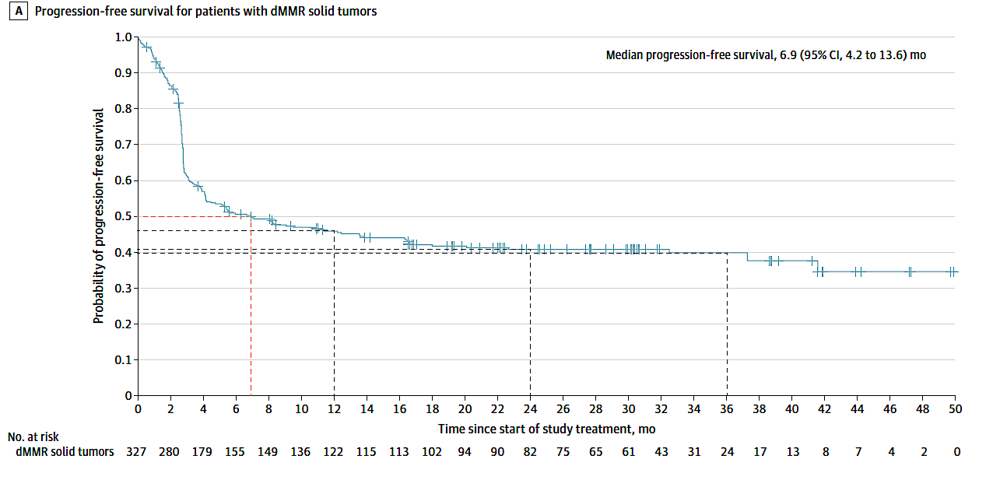 A Progression-free survival for patients with dMMR solid tumors
Median progression-free survival, 6.9 (95% CI, 4.2 to 13.6) mo
Probability of progression-free survival
1.0
0.9
0.8
0.7
0.6
0.5
0.4
0.3
0.2
0.1
0
0 2 4 6 8 10 12 14 16 18 20 22 24 26 28 30 32 34 36 38 40 42 44 46 48 50
Time since start of study treatment, mo
No. at risk
dMMR solid tumors 327 280 179 155 149 136 122 115 113 102 94 90 82 75 65 61 43 31 24 17 13 8 7 4 2 0